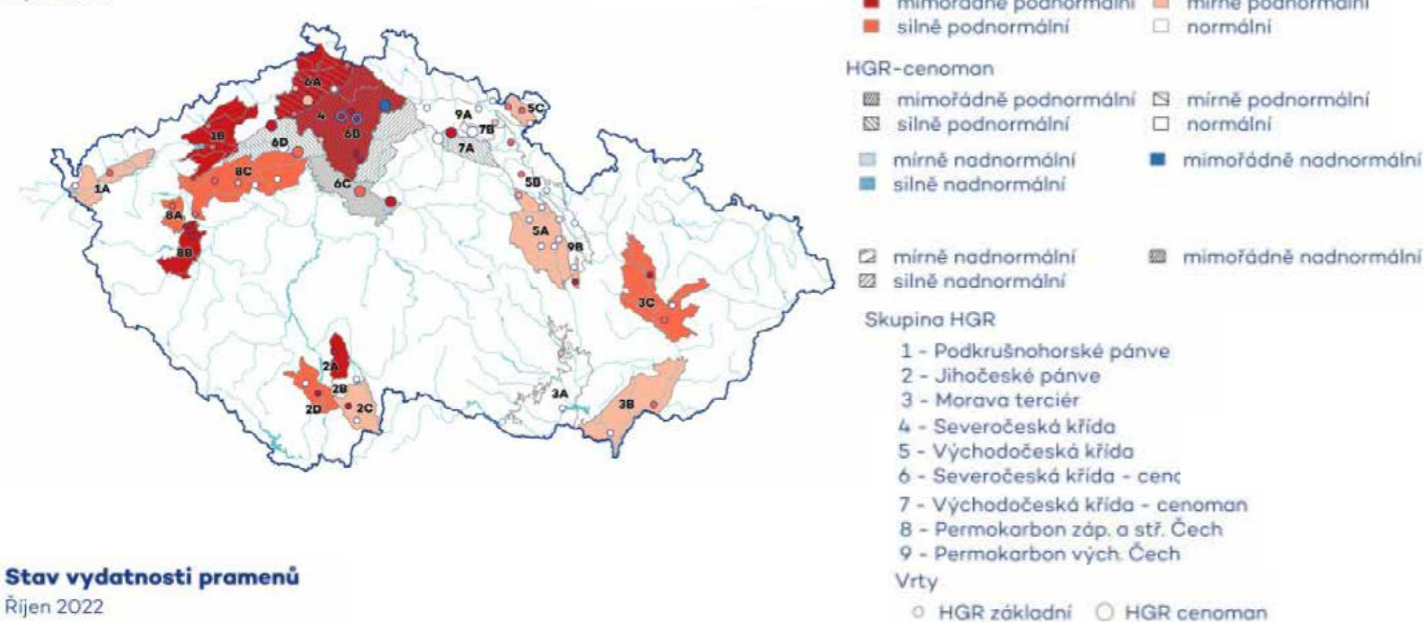 mimořádně podnormální mírně podnormální
silně podnormální normální
HGR-cenoman
mimořádně podnormální mírně podnormální
silně podnormální normální
mírně nadnormální mimořádně nadnormální
silně nadnormální
mírně nadnormální mimořádně nadnormální
silně nadnormální
Skupina HGR
1 - Podkrušnohorské pánve
2 - Jihočeské pánve
3 - Morava terciér
4 - Severočeská křída
5 - Východočeská křída
6 - Severočeská křída - ceno
7 - Východočeská křída - cenoman
8 - Permokarbon záp. a stř. Čech
9 - Permokarbon vých. Čech
Vrty
HGR základní HGR cenoman
6A
5C
4
9A
1B
6B
7B
6D
7A
8C
1A
6C
5B
8A
5A
8B
9B
3C
2A
2B
3A
2D
2C
3B
Stav vydatnosti pramenů
Říjen 2022